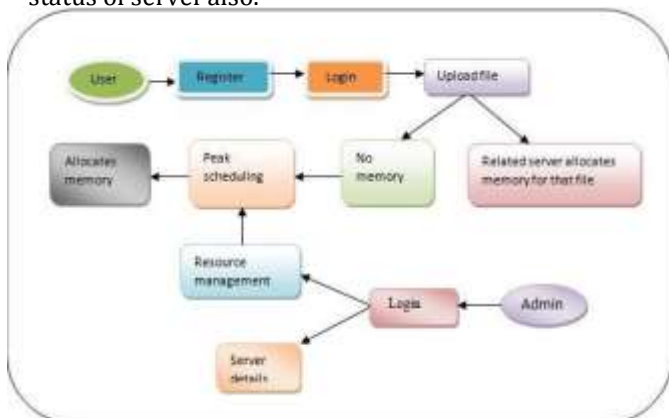 status of server also.
User
Register
Login
Upload file
Allocates
memory
Peak
scheduling
No
memory
Related server allocates
memory for that file
Resource
management
Login
Admin
Server
details